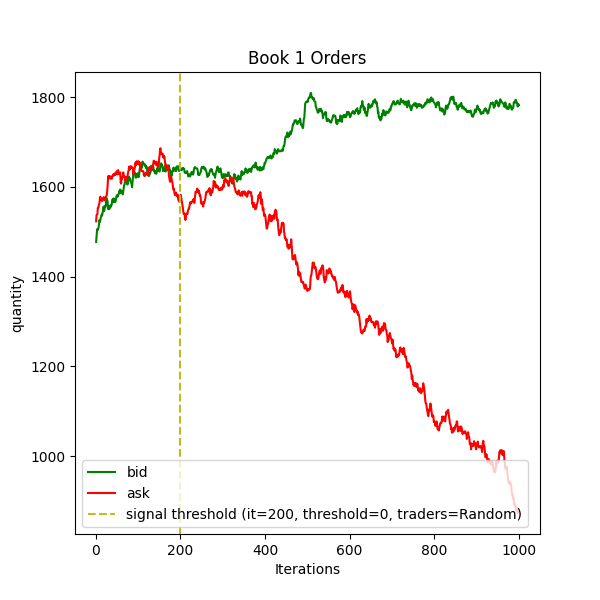 Book 1 Orders
quantity
1800
1600
1400
1200
1000
bid
ask
signal threshold (it=200, threshold=0, traders=Random)
0 200 400 600 800 1000
Iterations